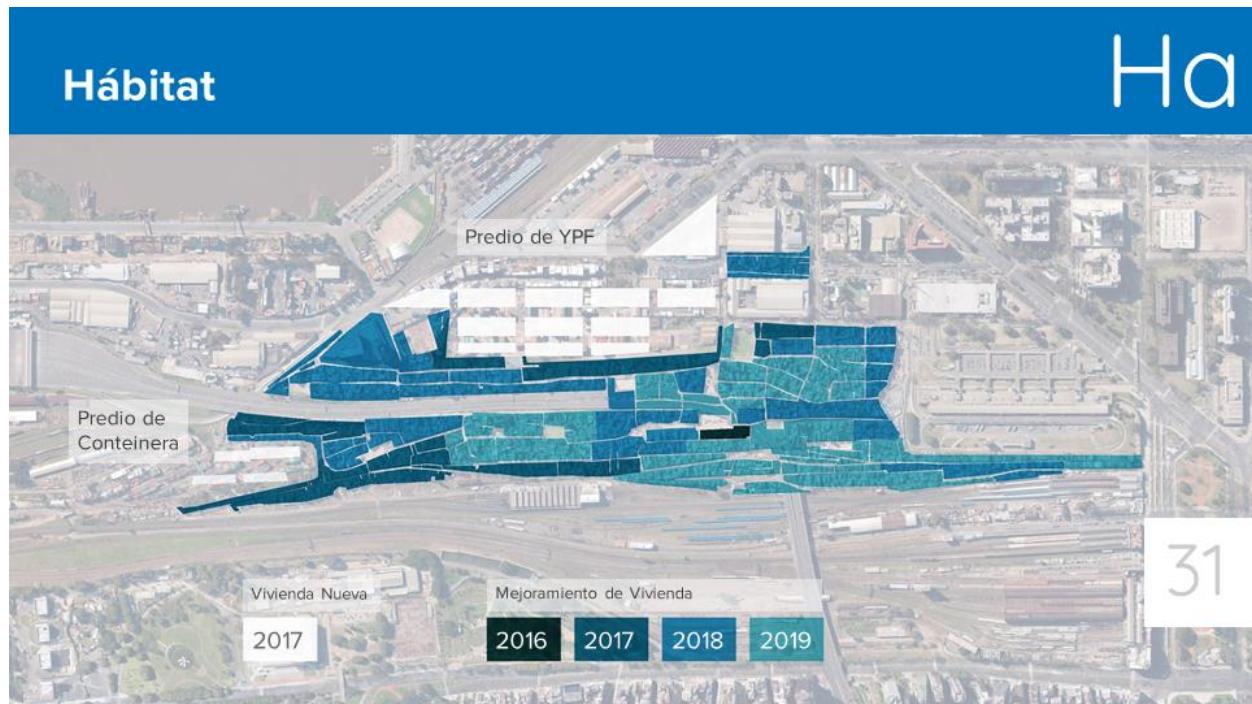 Hábitat
Ha
Predio de YPF
Predio de
Conteinera
31
Vivienda Nueva
2017
Mejoramiento de Vivienda
2016 2017 2018 2019